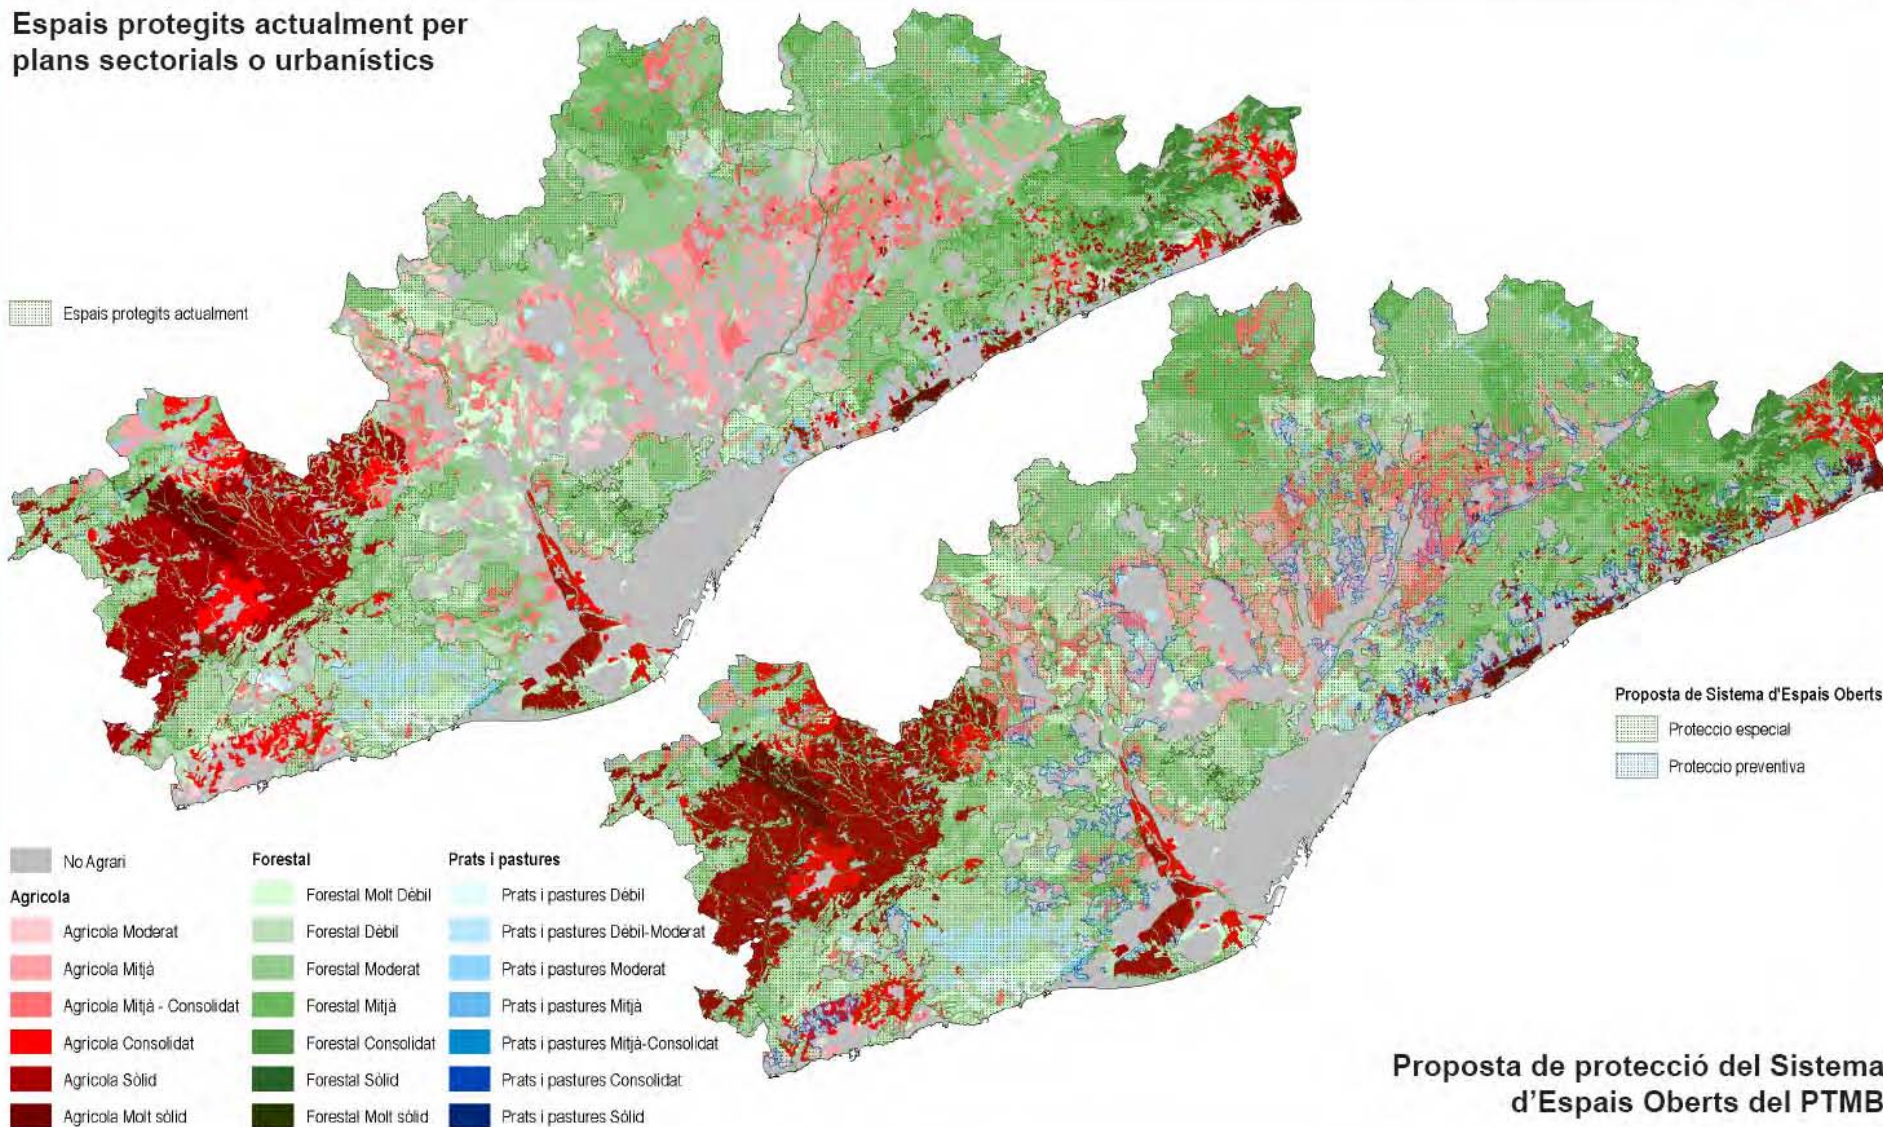 Espais protegits actualment per
plans sectorials o urbanístics
Espais protegits actualment
Proposta de Sistema d'Espais Oberts
Proteccio especial
Proteccio preventiva
No Agrari
Agrícola
Agrícola Moderat
Agrícola Mitjà
Agrícola Mitjà - Consolidat
Agrícola Consolidat
Agrícola Sòlid
Agrícola Molt sòlid
Forestal
Forestal Molt Dèbil
Forestal Dèbil
Forestal Moderat
Forestal Mitjà
Forestal Consolidat
Forestal Sòlid
Forestal Molt sòlid
Prats i pastures
Prats i pastures Dèbil
Prats i pastures Dèbil-Moderat
Prats i pastures Moderat
Prats i pastures Mitjà
Prats i pastures Mitjà-Consolidat
Prats i pastures Consolidat
Prats i pastures Sòlid
Proposta de protecció del Sistema
d'Espais Oberts del PTMB